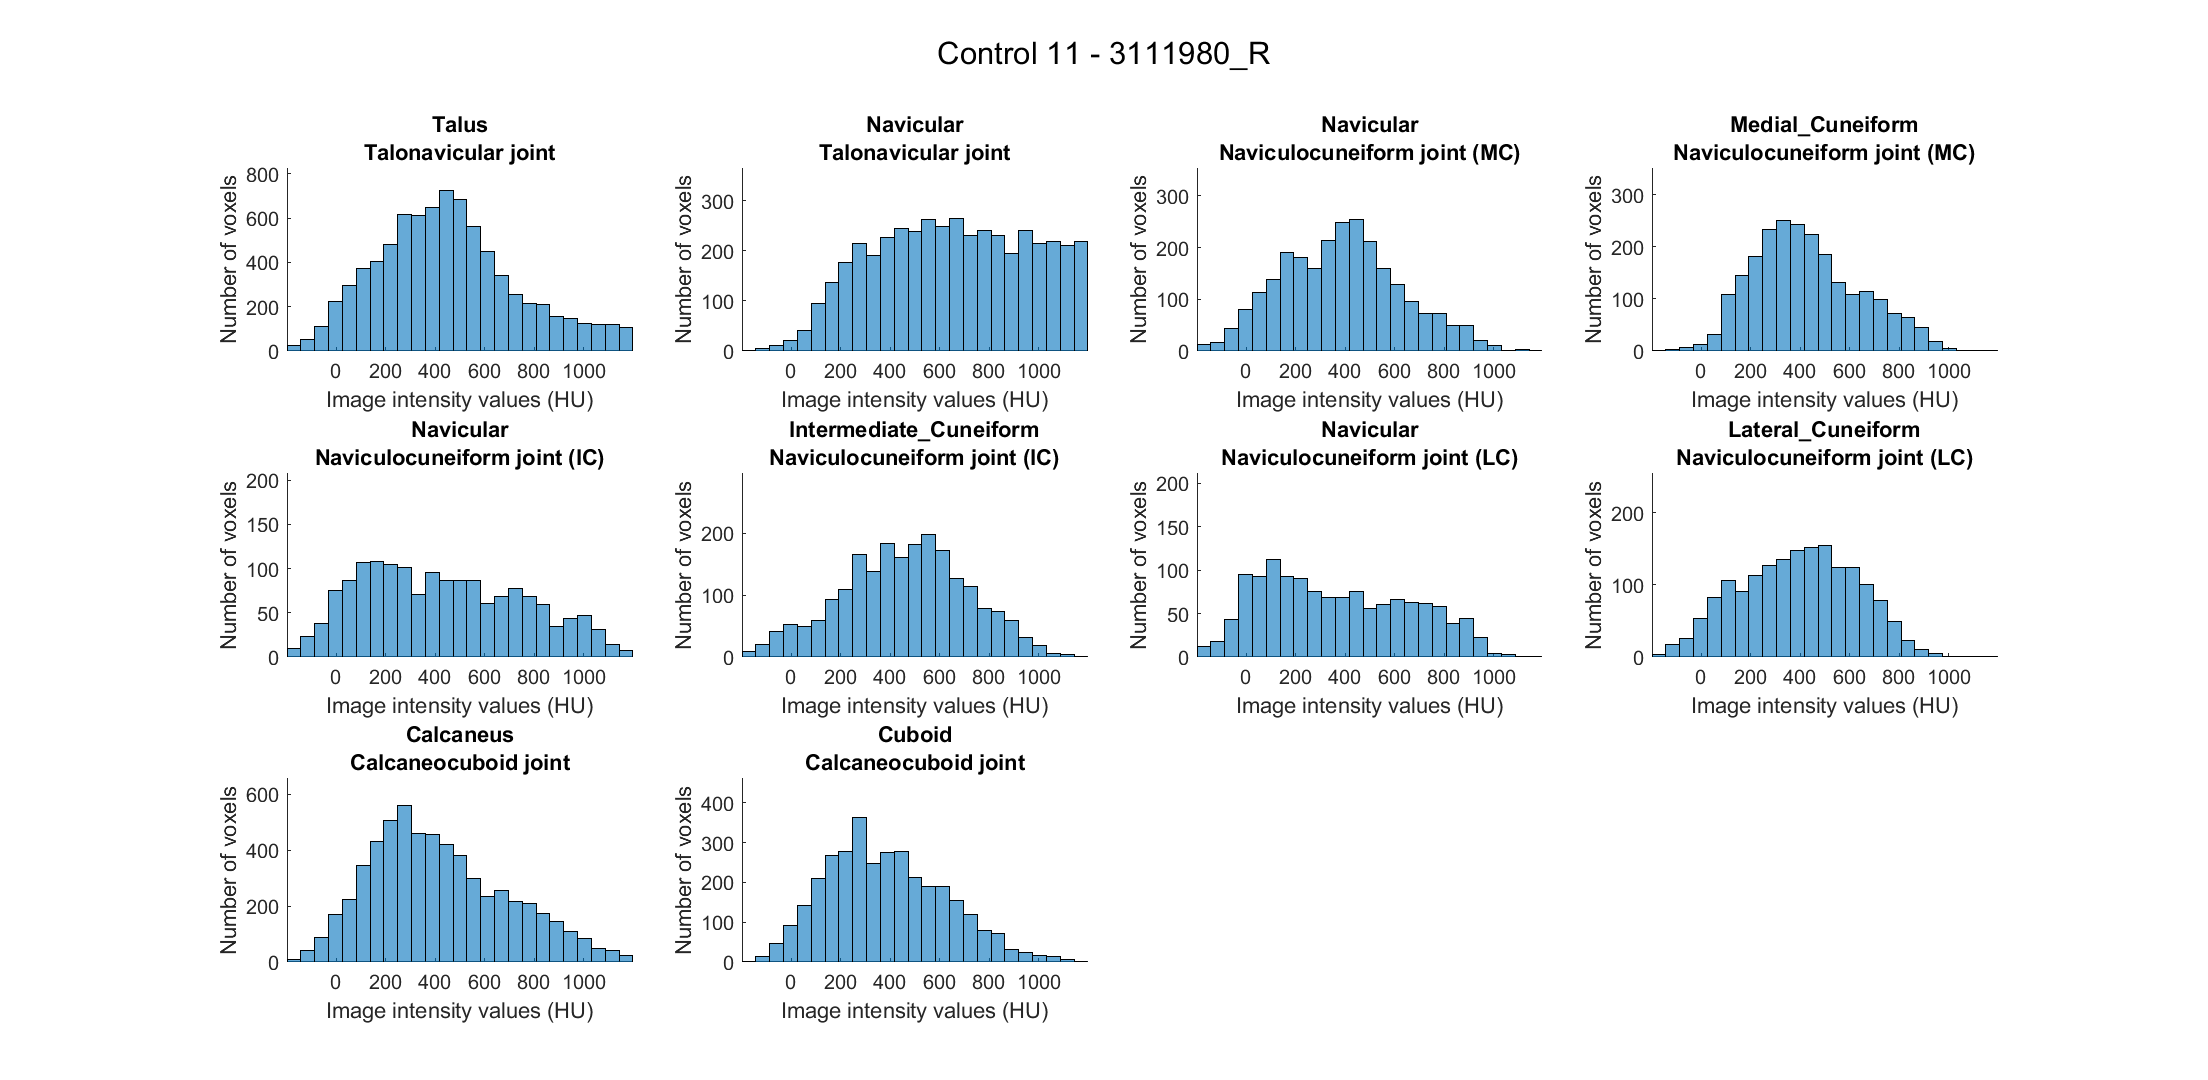 Control 11 - 3111980_R
Talus
Talonavicular joint
Number of voxels
800
600
400
200
0
0 200 400 600 800 1000
Image intensity values (HU)
Navicular
Talonavicular joint
Number of voxels
300
200
100
0
0 200 400 600 800 1000
Image intensity values (HU)
Navicular
Naviculocuneiform joint (MC)
Number of voxels
300
200
100
0
0 200 400 600 800 1000
Image intensity values (HU)
Medial_Cuneiform
Naviculocuneiform joint (MC)
Number of voxels
300
200
100
0
0 200 400 600 800 1000
Image intensity values (HU)
Navicular
Naviculocuneiform joint (IC)
Number of voxels
200
150
100
50
0
0 200 400 600 800 1000
Image intensity values (HU)
Intermediate_Cuneiform
Naviculocuneiform joint (IC)
Number of voxels
200
100
0
0 200 400 600 800 1000
Image intensity values (HU)
Navicular
Naviculocuneiform joint (LC)
Number of voxels
200
150
100
50
0
0 200 400 600 800 1000
Image intensity values (HU)
Lateral_Cuneiform
Naviculocuneiform joint (LC)
Number of voxels
200
100
0
0 200 400 600 800 1000
Image intensity values (HU)
Calcaneus
Calcaneocuboid joint
Number of voxels
600
400
200
0
0 200 400 600 800 1000
Image intensity values (HU)
Cuboid
Calcaneocuboid joint
Number of voxels
400
300
200
100
0
0 200 400 600 800 1000
Image intensity values (HU)